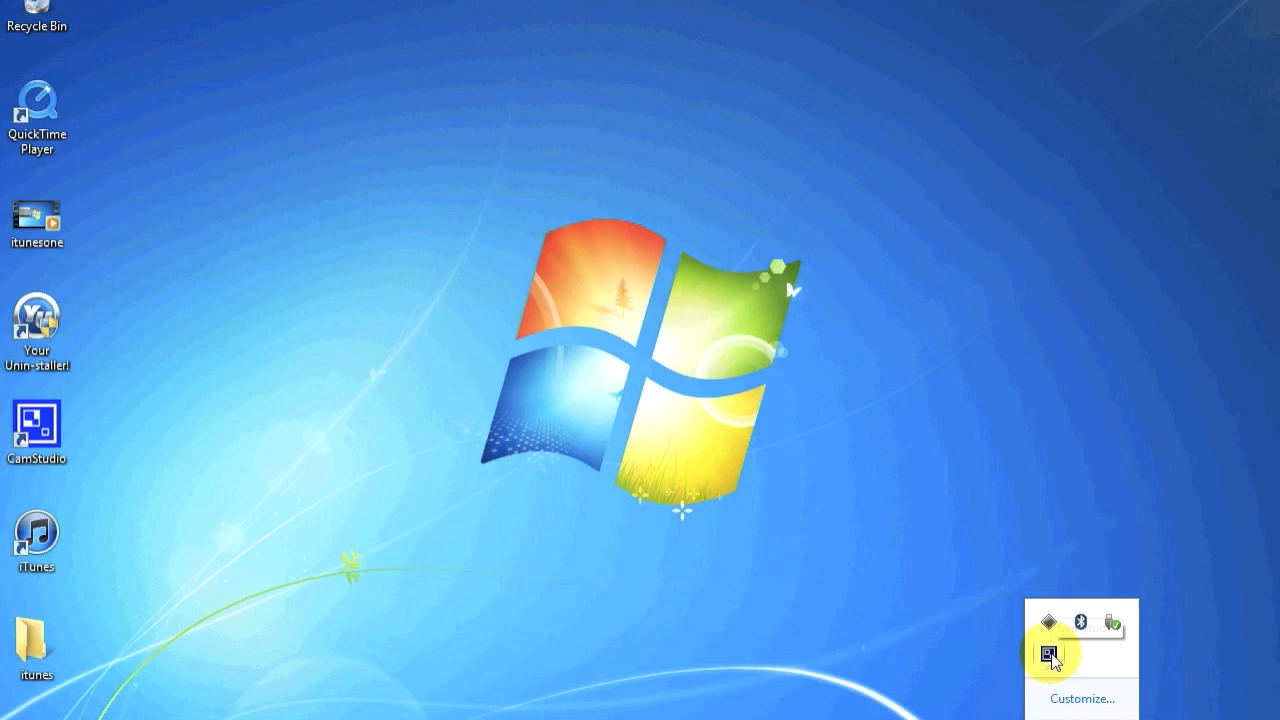 Recycle Bin
QuickTime
Player
itunesone
Your
Unin-staller!
CamStudio
iTunes
itunes
Customize...